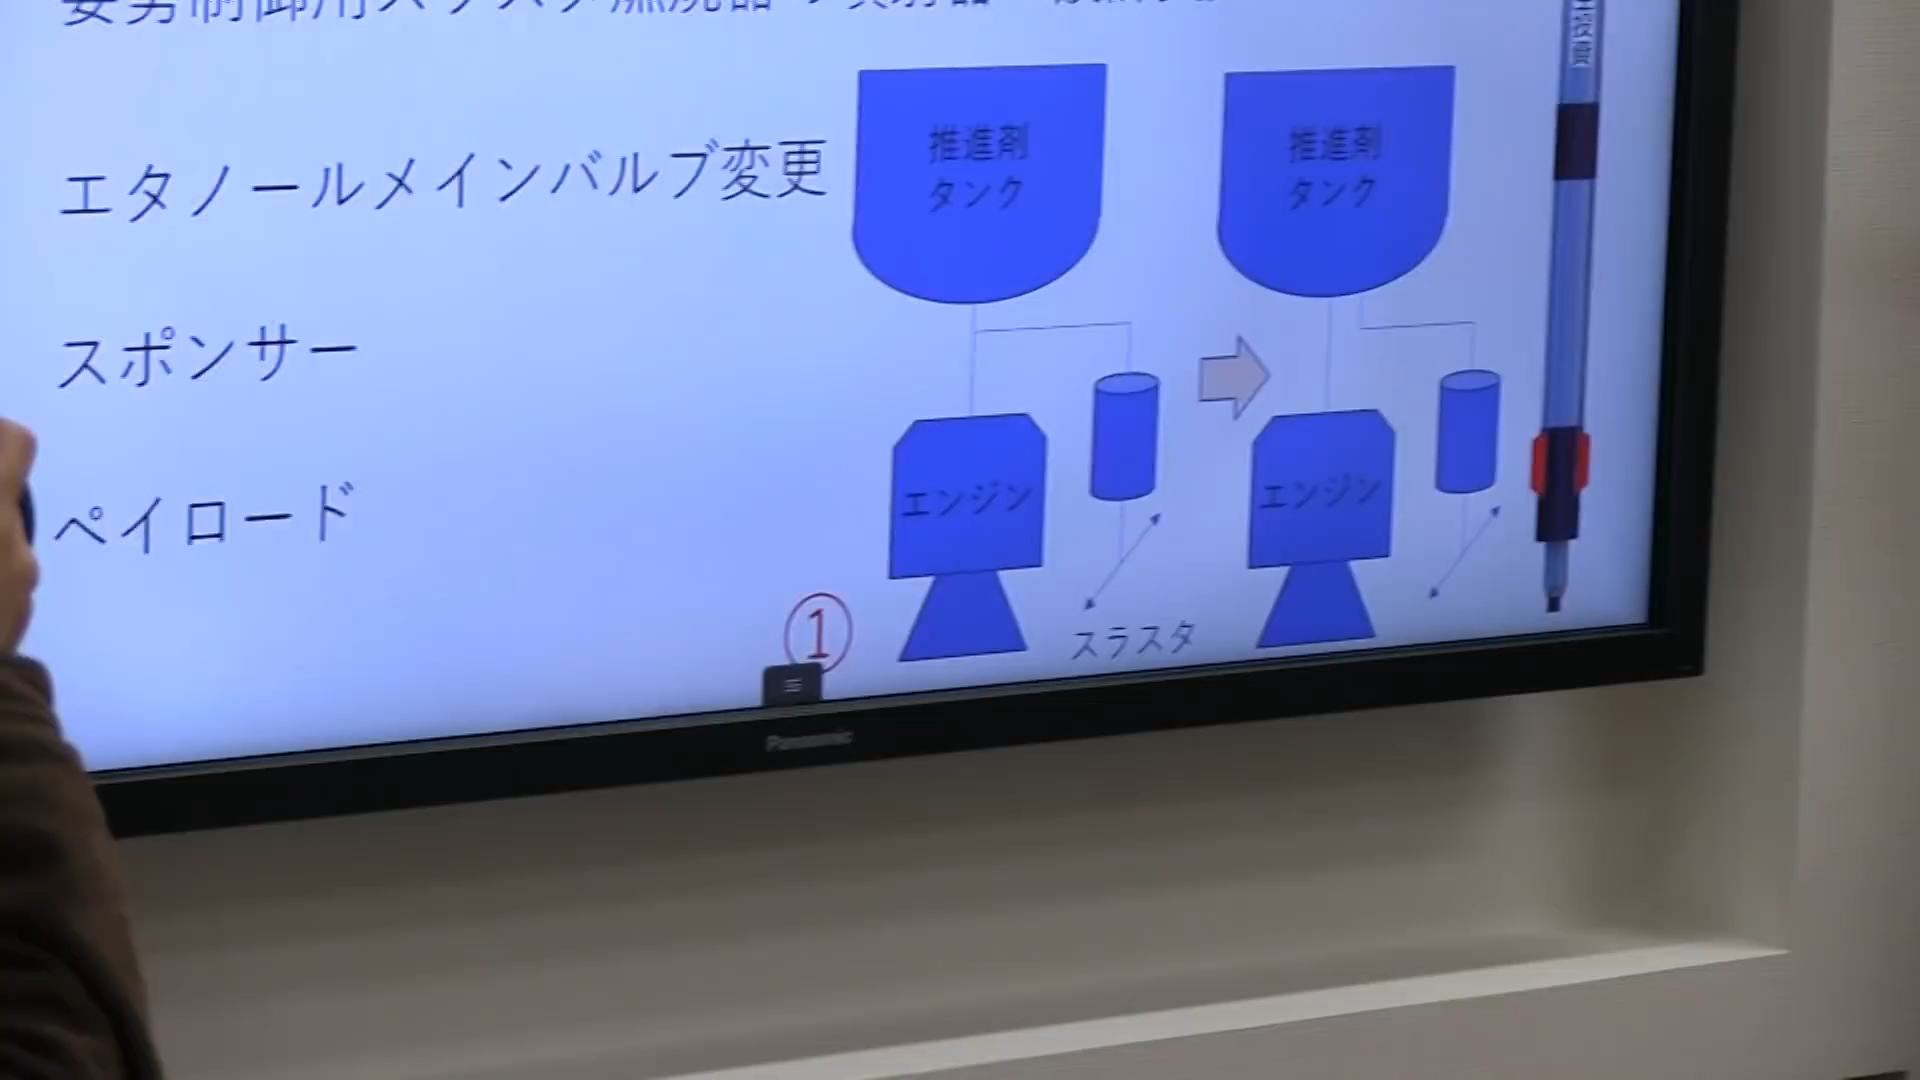 エタノールメインバルブ変更
スポンサー
ペイロード
推進剤
タンク
推進剤
タンク
エンジン
エンジン
スラスタ
①
Panasonic